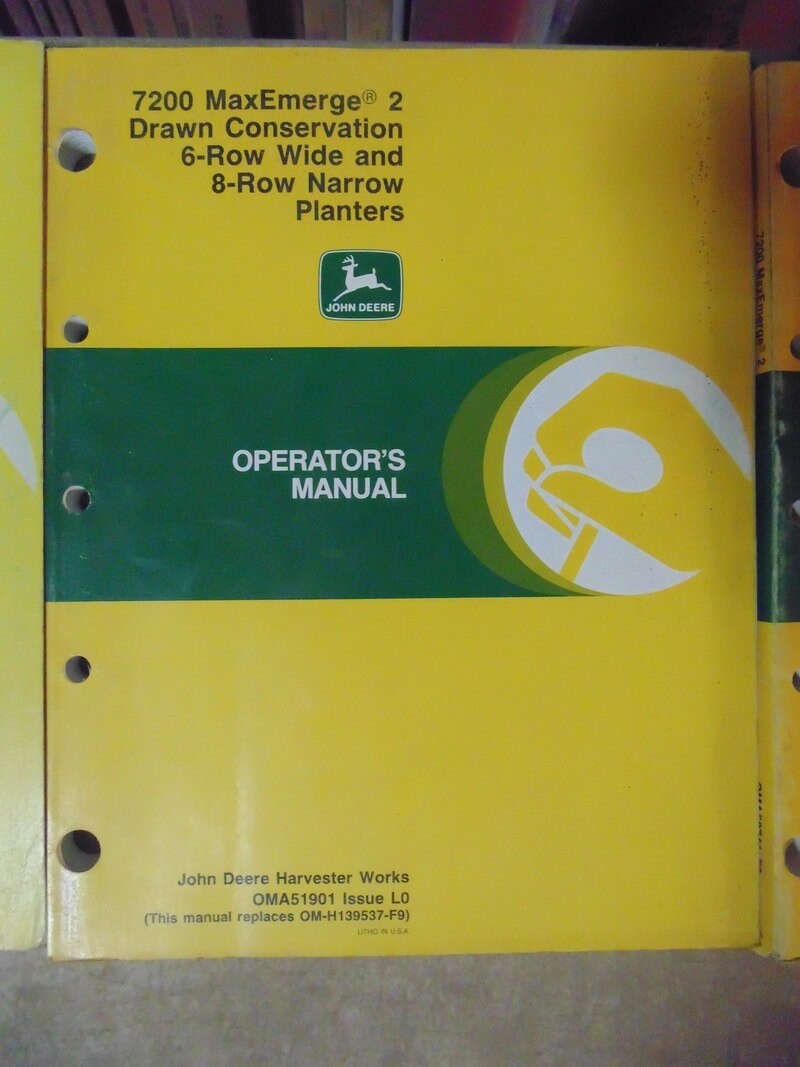 7200 MaxEmerge® 2
Drawn Conservation
6-Row Wide and
8-Row Narrow
Planters
JOHN DEERE
OPERATOR'S
MANUAL
John Deere Harvester Works
OMA51901 Issue L0
(This manual replaces OM-H139537-F9)
LITHO IN U.S.A.
7200 MaxEmerge® 2